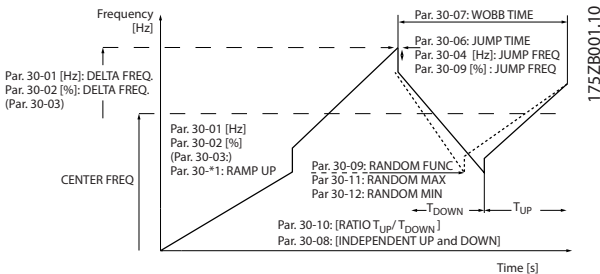 Frequency
[Hz]
Par. 30-07: WOBB TIME
Par. 30-06: JUMP TIME
Par. 30-04 [Hz]: JUMP FREQ
Par. 30-09 [%] : JUMP FREQ
175ZB001.10
Par. 30-01 [Hz]: DELTA FREQ.
Par. 30-02 [%]: DELTA FREQ.
(Par. 30-03)
Par. 30-01 [Hz]
Par. 30-02 [%]
(Par. 30-03:)
Par. 30-*1: RAMP UP
CENTER FREQ
Par. 30-09: RANDOM FUNC
Par 30-11: RANDOM MAX
Par 30-12: RANDOM MIN
TDOWN
TUP
Par. 30-10: [RATIO TUP/ TDOWN ]
Par. 30-08: [INDEPENDENT UP and DOWN]
Time [s]